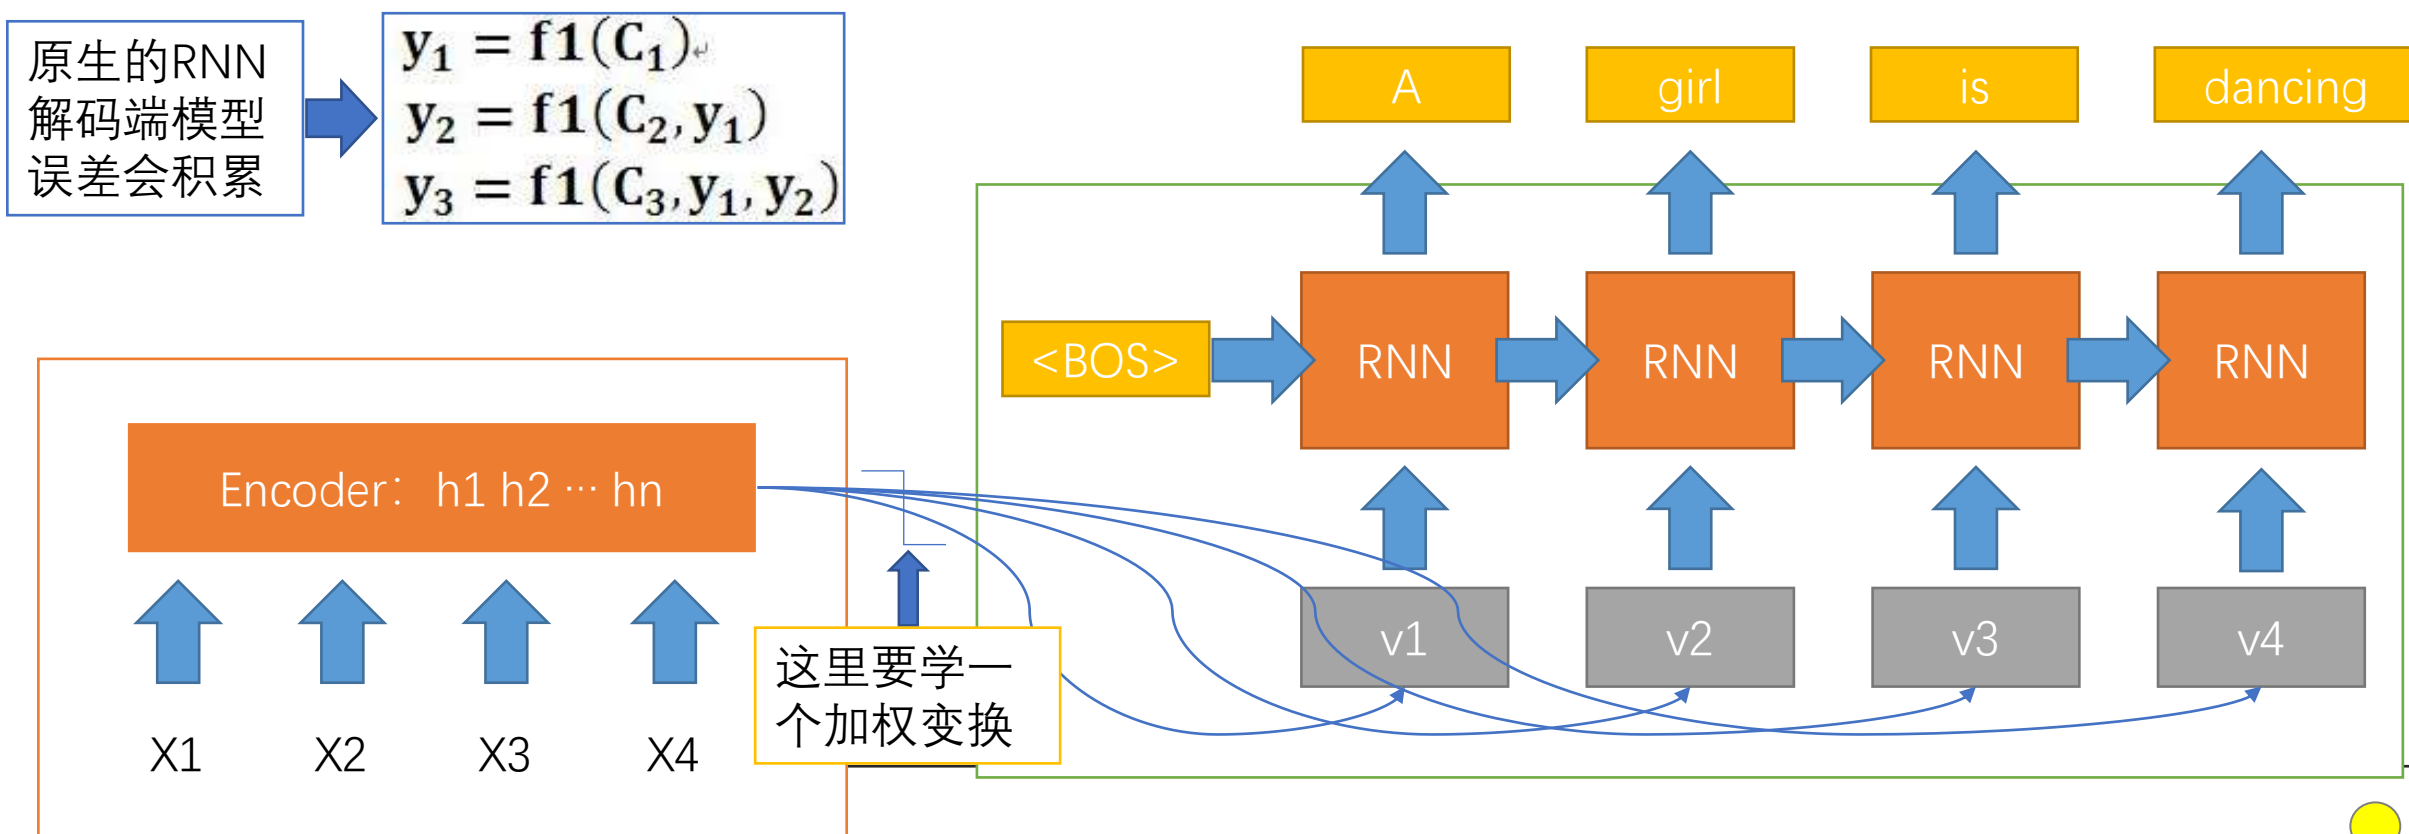 原生的RNN
解码端模型
误差会积累
y₁ = f1(C₁)↵
y₂ = f1(C₂, y₁)
y₃ = f1(C₃, y₁, y₂)
A girl is dancing
<BOS> RNN RNN RNN RNN
Encoder： h1 h2 … hn
v1 v2 v3 v4
这里要学一
个加权变换
X1 X2 X3 X4